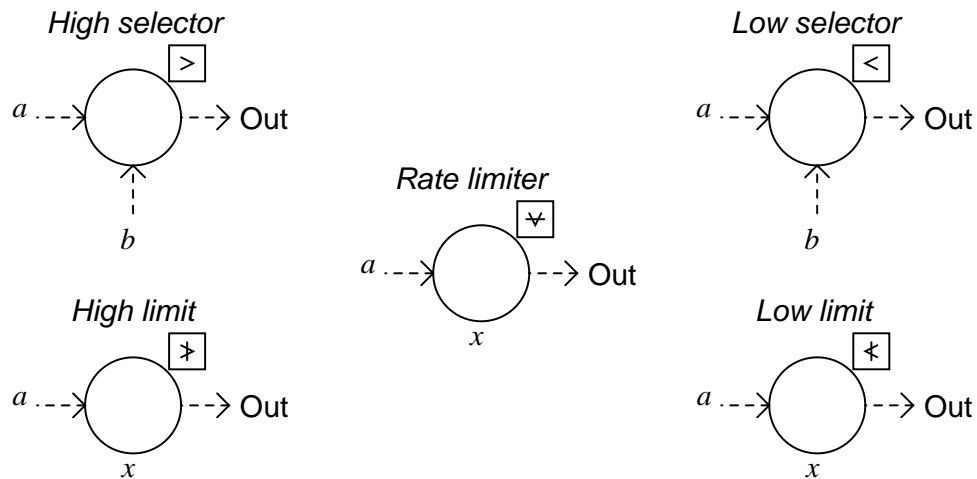 High selector
>
a
Out
b
Low selector
<
a
Out
b
Rate limiter
⩝
a
Out
x
High limit
≯
a
Out
x
Low limit
≮
a
Out
x